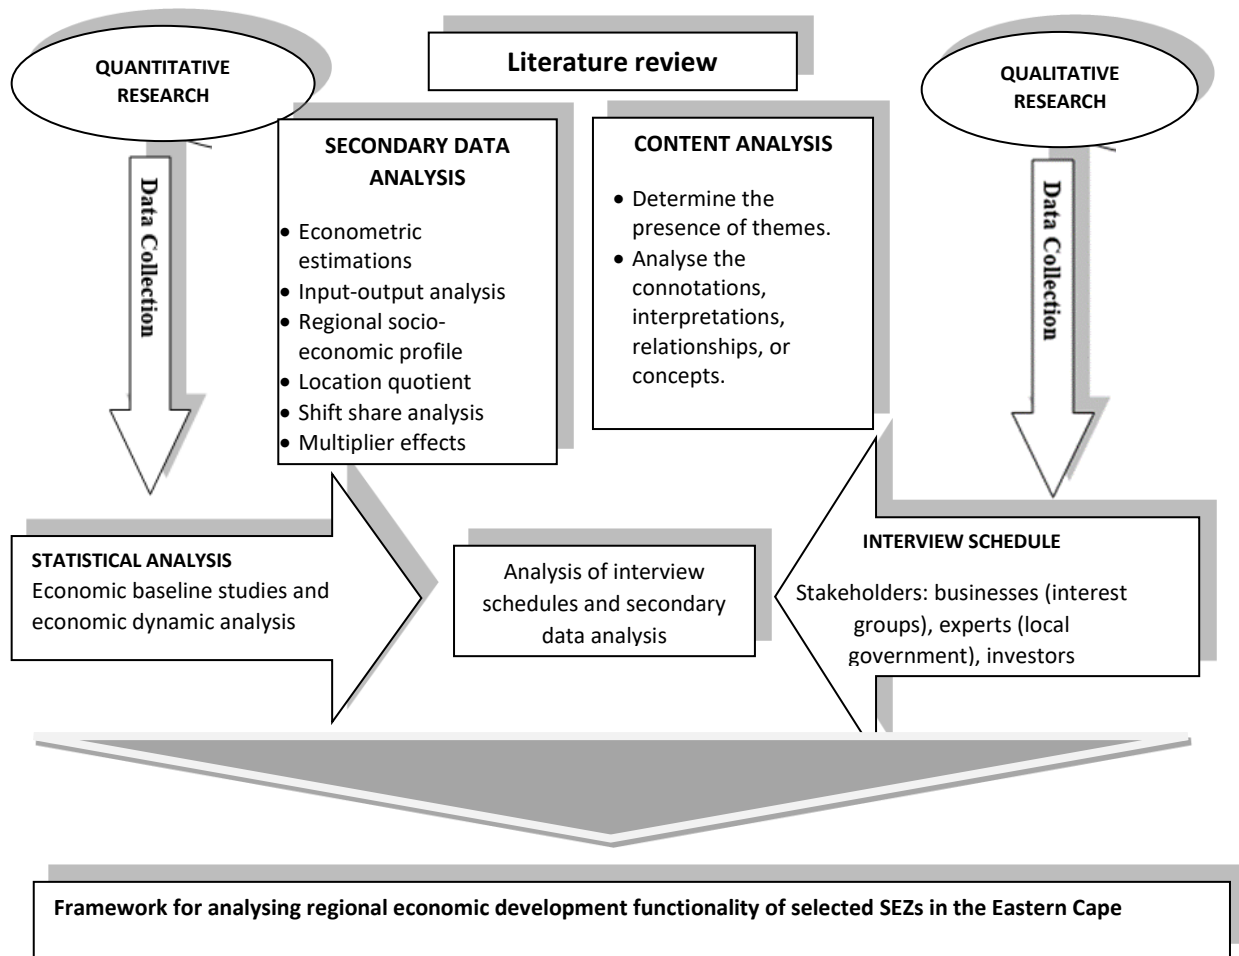 QUANTITATIVE
RESEARCH
Literature review
QUALITATIVE
RESEARCH
Data Collection
SECONDARY DATA
ANALYSIS
• Econometric
estimations
• Input-output analysis
• Regional socio-
economic profile
• Location quotient
• Shift share analysis
• Multiplier effects
CONTENT ANALYSIS
• Determine the
presence of themes.
• Analyse the
connotations,
interpretations,
relationships, or
concepts.
Data Collection
STATISTICAL ANALYSIS
Economic baseline studies and
economic dynamic analysis
Analysis of interview
schedules and secondary
data analysis
INTERVIEW SCHEDULE
Stakeholders: businesses (interest
groups), experts (local
government), investors
Framework for analysing regional economic development functionality of selected SEZs in the Eastern Cape